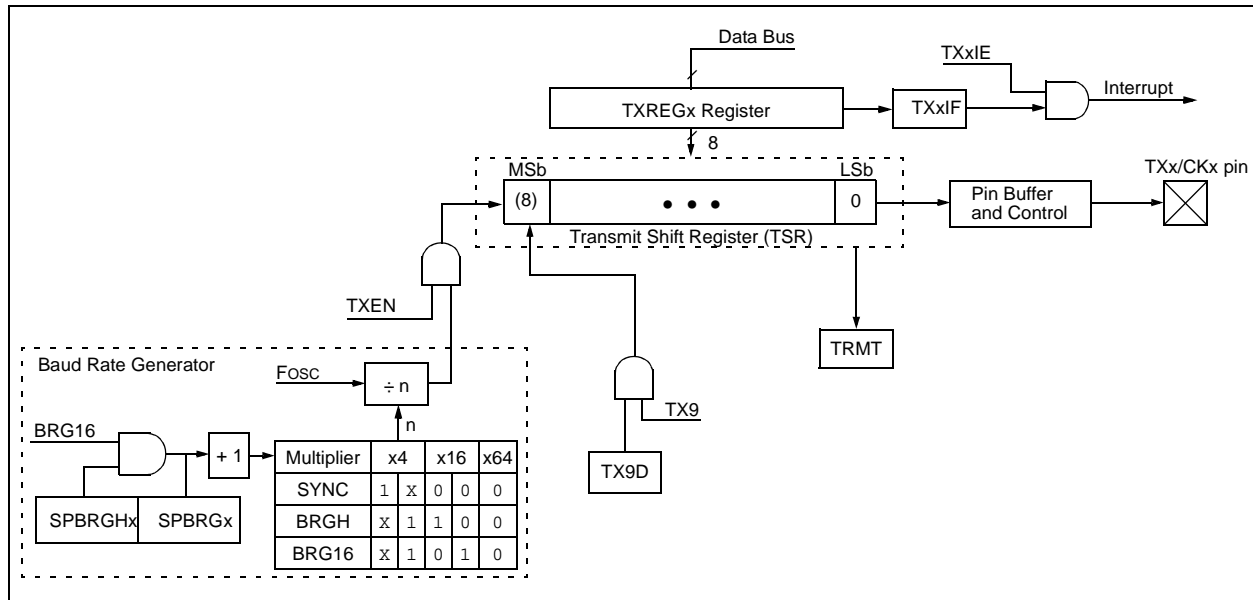 Data Bus
TXxIE
Interrupt
TXREGx Register
TXxIF
8
MSb
LSb
TXx/CKx pin
(8)
• • •
0
Pin Buffer
and Control
Transmit Shift Register (TSR)
TXEN
TRMT
Baud Rate Generator
FOSC
÷ n
TX9
n
BRG16
+ 1
Multiplier x4 x16 x64
TX9D
SYNC 1 X 0 0 0
SPBRGHx SPBRGx
BRGH X 1 1 0 0
BRG16 X 1 0 1 0